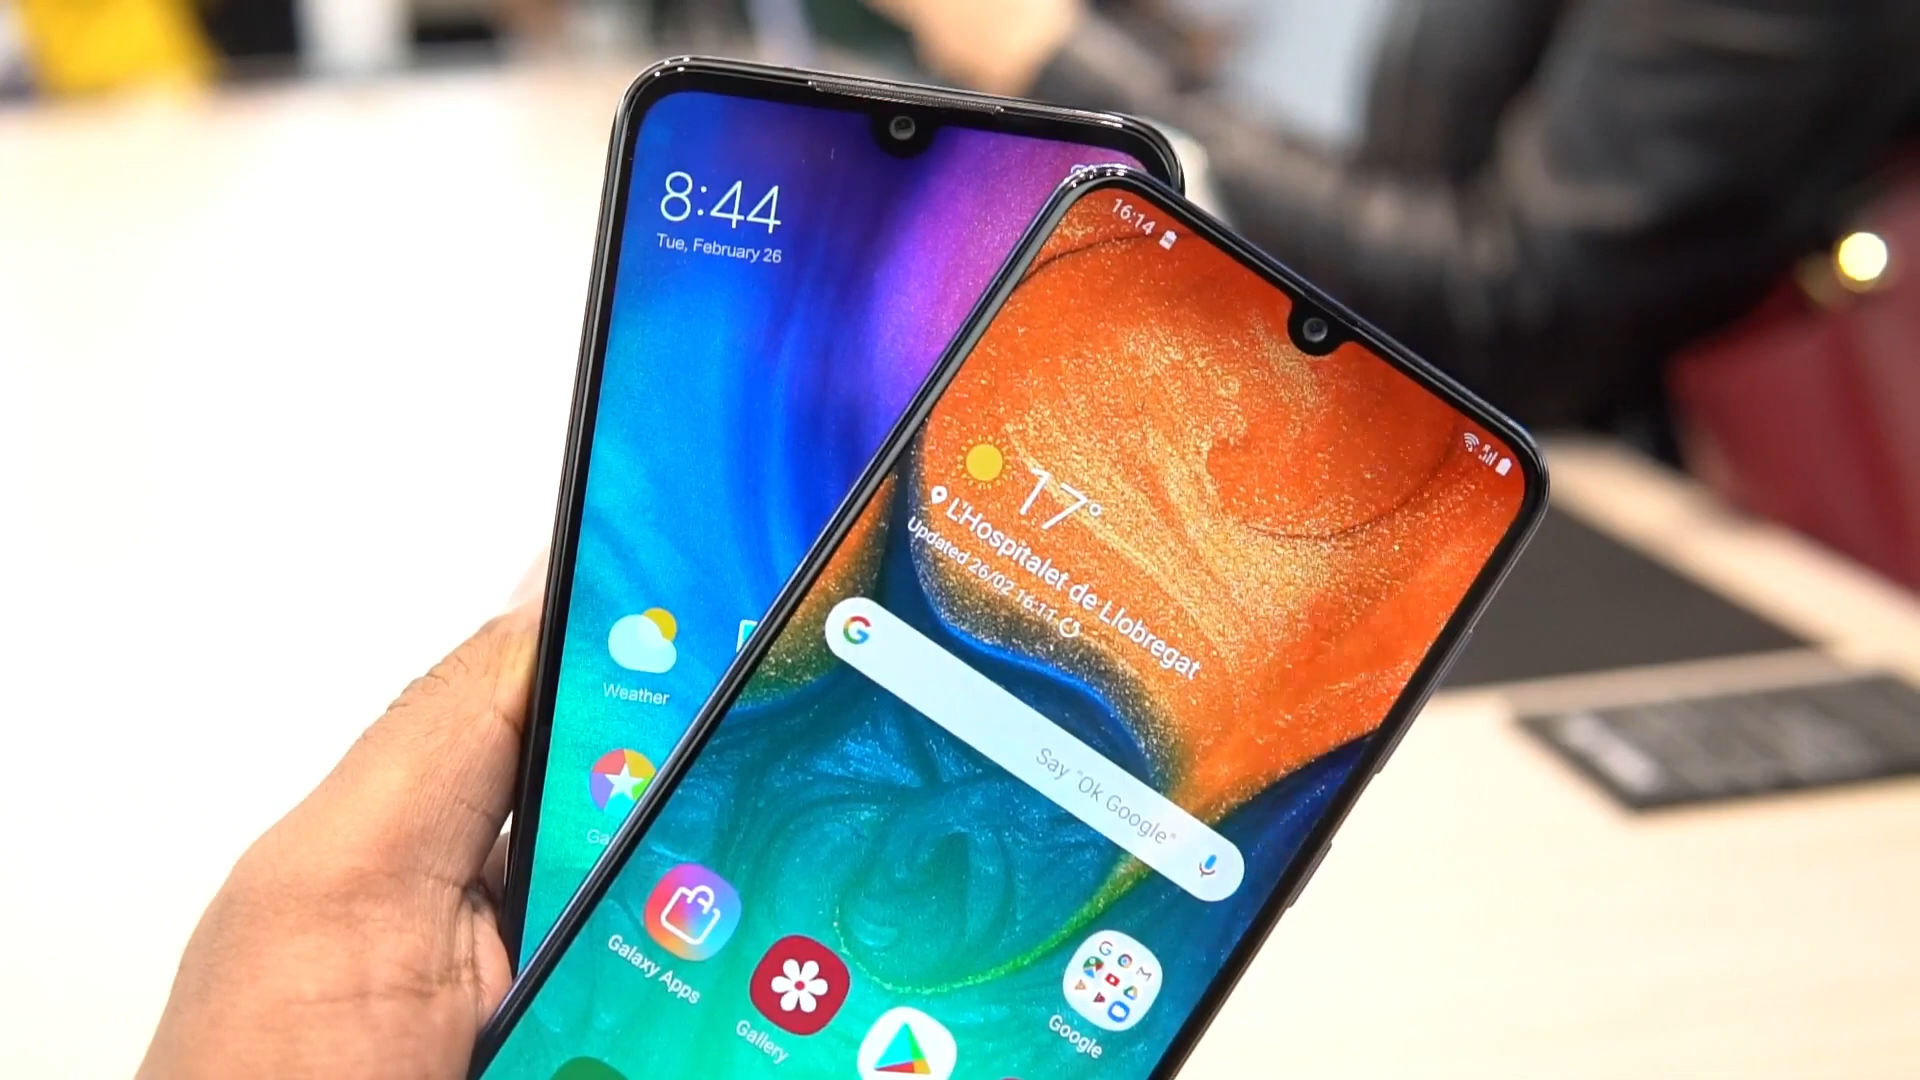 8:44
Tue, February 26
Weather
Ga
16:14
17°
L'Hospitalet de Llobregat
Updated 26/02 16:11
G
Say "Ok Google"
Galaxy Apps
Gallery
Google